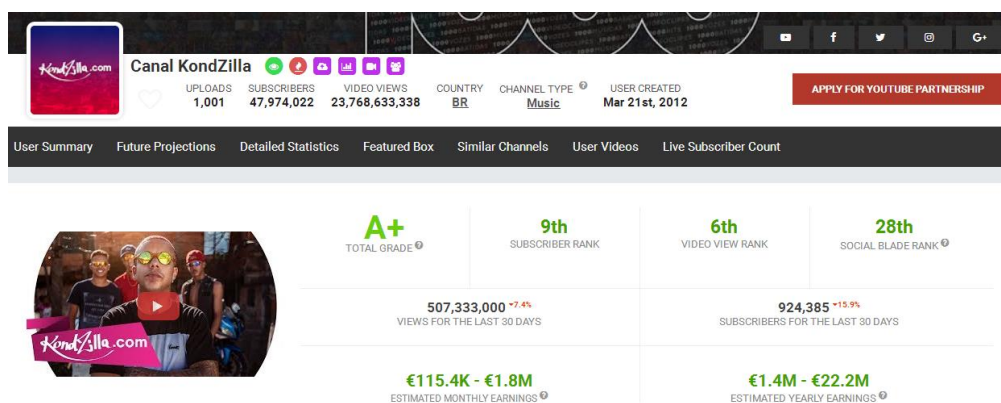 KondZilla.com
Canal KondZilla
UPLOADS
1,001
SUBSCRIBERS
47,974,022
VIDEO VIEWS
23,768,633,338
COUNTRY
BR
CHANNEL TYPE
Music
USER CREATED
Mar 21st, 2012
APPLY FOR YOUTUBE PARTNERSHIP
User Summary Future Projections Detailed Statistics Featured Box Similar Channels User Videos Live Subscriber Count
A+
TOTAL GRADE
9th
SUBSCRIBER RANK
6th
VIDEO VIEW RANK
28th
SOCIAL BLADE RANK
507,333,000 -7.4%
VIEWS FOR THE LAST 30 DAYS
924,385 -15.9%
SUBSCRIBERS FOR THE LAST 30 DAYS
KondZilla.com
€115.4K - €1.8M
ESTIMATED MONTHLY EARNINGS
€1.4M - €22.2M
ESTIMATED YEARLY EARNINGS